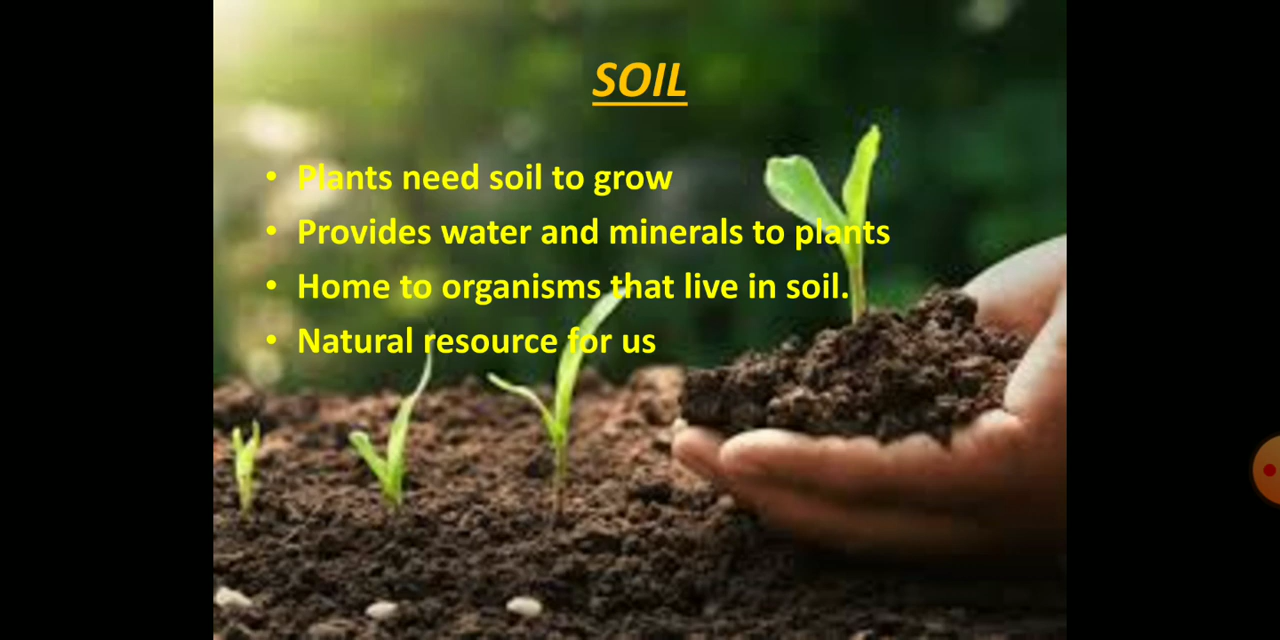 SOIL
• Plants need soil to grow
• Provides water and minerals to plants
• Home to organisms that live in soil.
• Natural resource for us